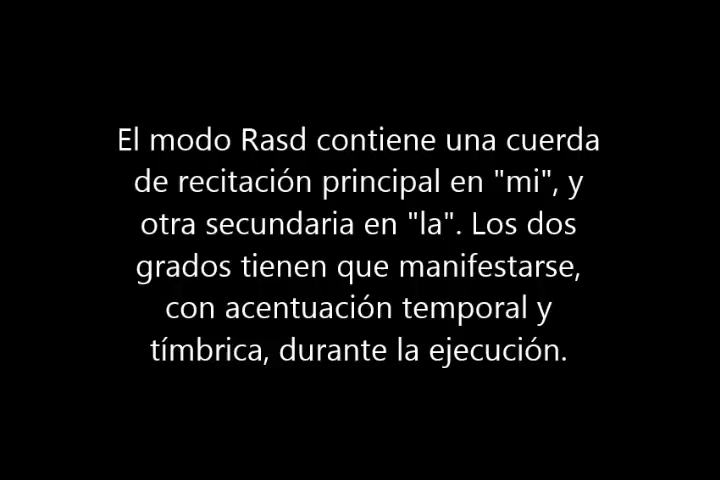 El modo Rasd contiene una cuerda
de recitación principal en "mi", y
otra secundaria en "la". Los dos
grados tienen que manifestarse,
con acentuación temporal y
tímbrica, durante la ejecución.